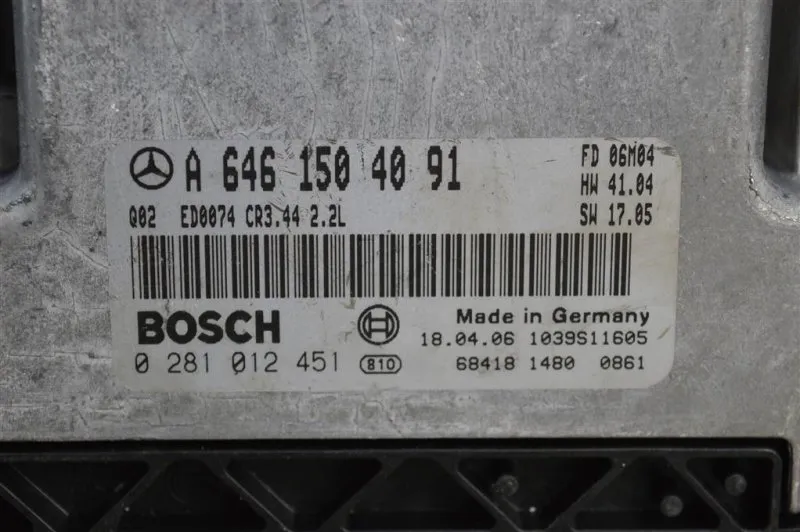 A 646 150 40 91
FD 06M04
HW 41.04
Q02 ED0074 CR3.44 2.2L
SW 17.05
BOSCH
Made in Germany
18.04.06 1039S11605
0 281 012 451 810
68418 1480 0861